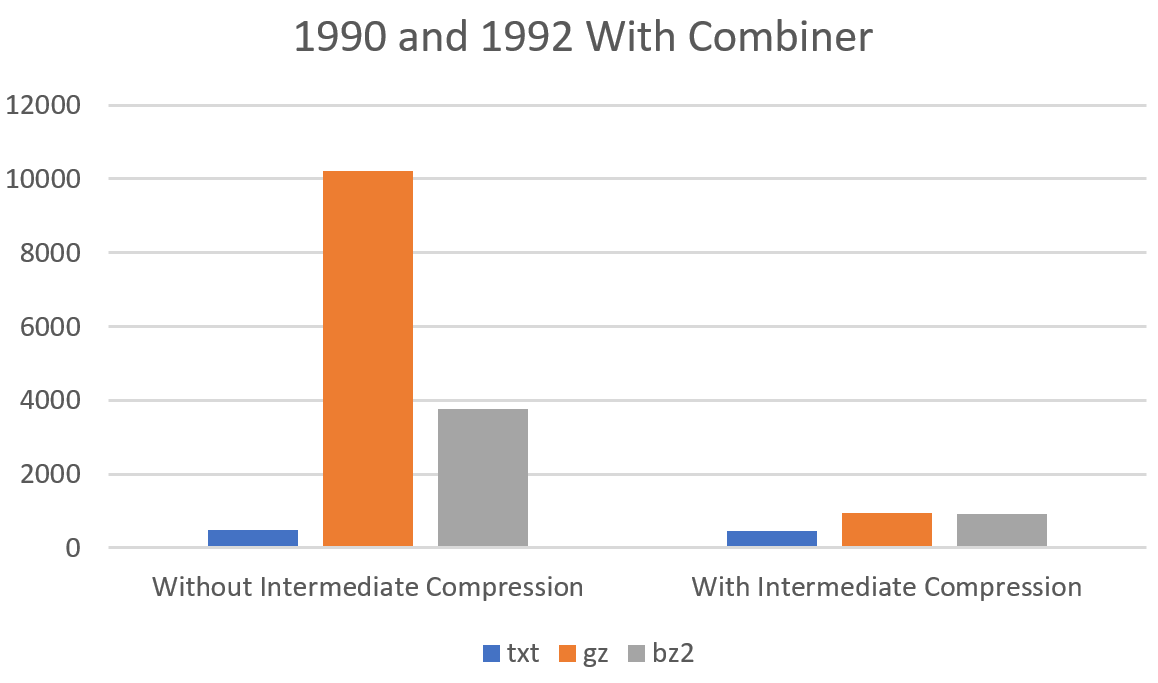 1990 and 1992 With Combiner
12000
10000
8000
6000
4000
2000
0
Without Intermediate Compression With Intermediate Compression
txt gz bz2